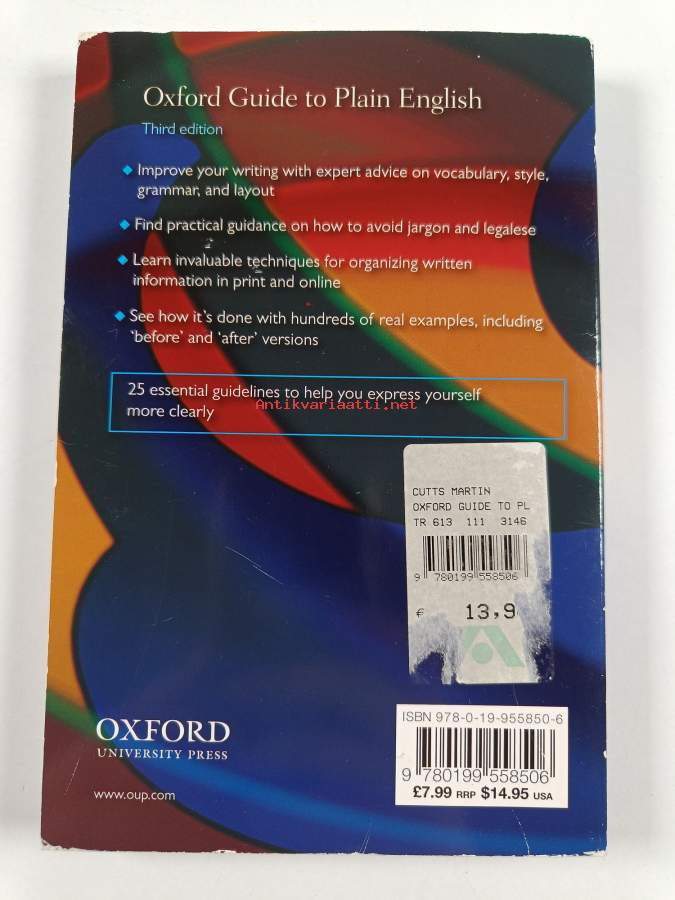 Oxford Guide to Plain English
Third edition
◆ Improve your writing with expert advice on vocabulary, style,
grammar, and layout
◆ Find practical guidance on how to avoid jargon and legalese
◆ Learn invaluable techniques for organizing written
information in print and online
◆ See how it's done with hundreds of real examples, including
'before' and 'after' versions
25 essential guidelines to help you express yourself
more clearly
Antikvariaatti.net
CUTTS MARTIN
OXFORD GUIDE TO PL
TR 613 111 3146
9 780199 558506
€ 13,9
OXFORD
UNIVERSITY PRESS
www.oup.com
ISBN 978-0-19-955850-6
9 780199 558506
£7.99 RRP $14.95 USA